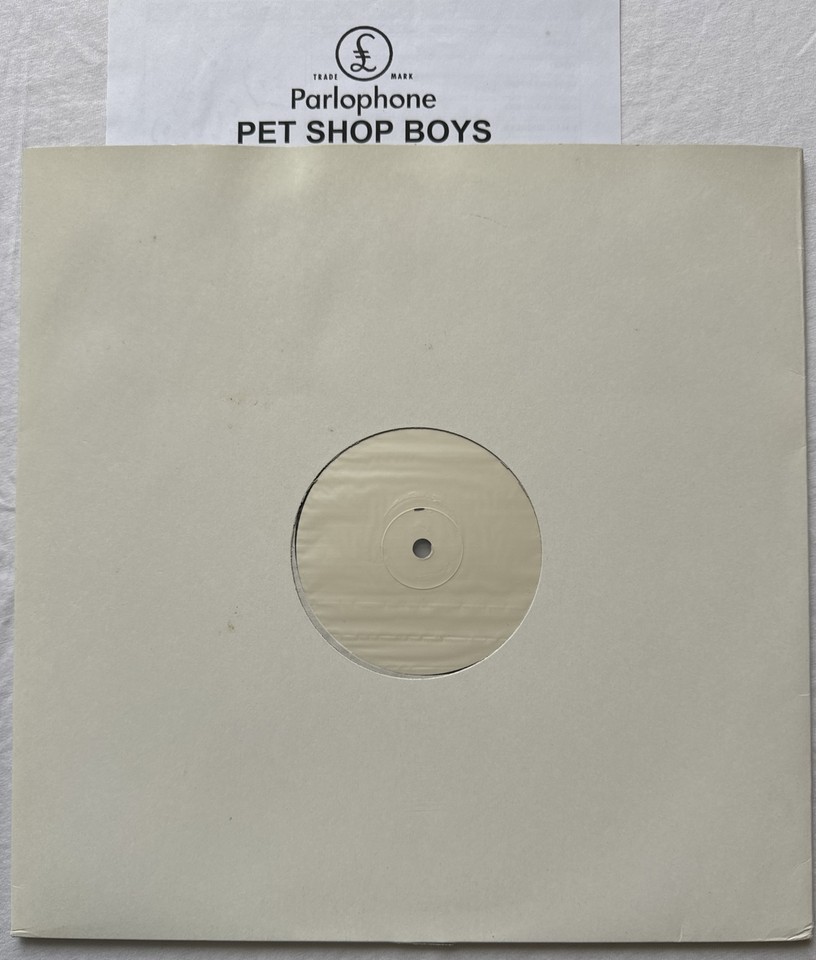 £
TRADE MARK
Parlophone
PET SHOP BOYS